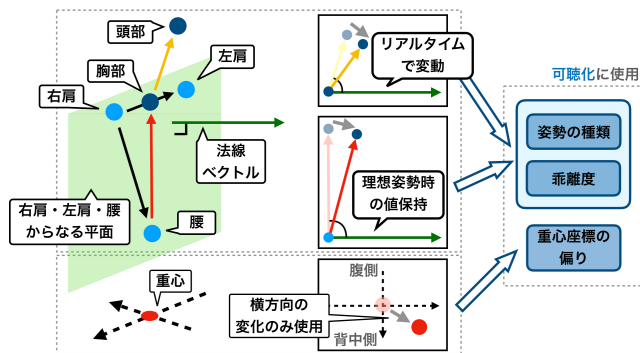 頭部
胸部
左肩
右肩
法線
ベクトル
右肩・左肩・腰
からなる平面
腰
リアルタイム
で変動
理想姿勢時
の値保持
重心
横方向の
変化のみ使用
腹側
背中側
可聴化に使用
姿勢の種類
乖離度
重心座標の
偏り